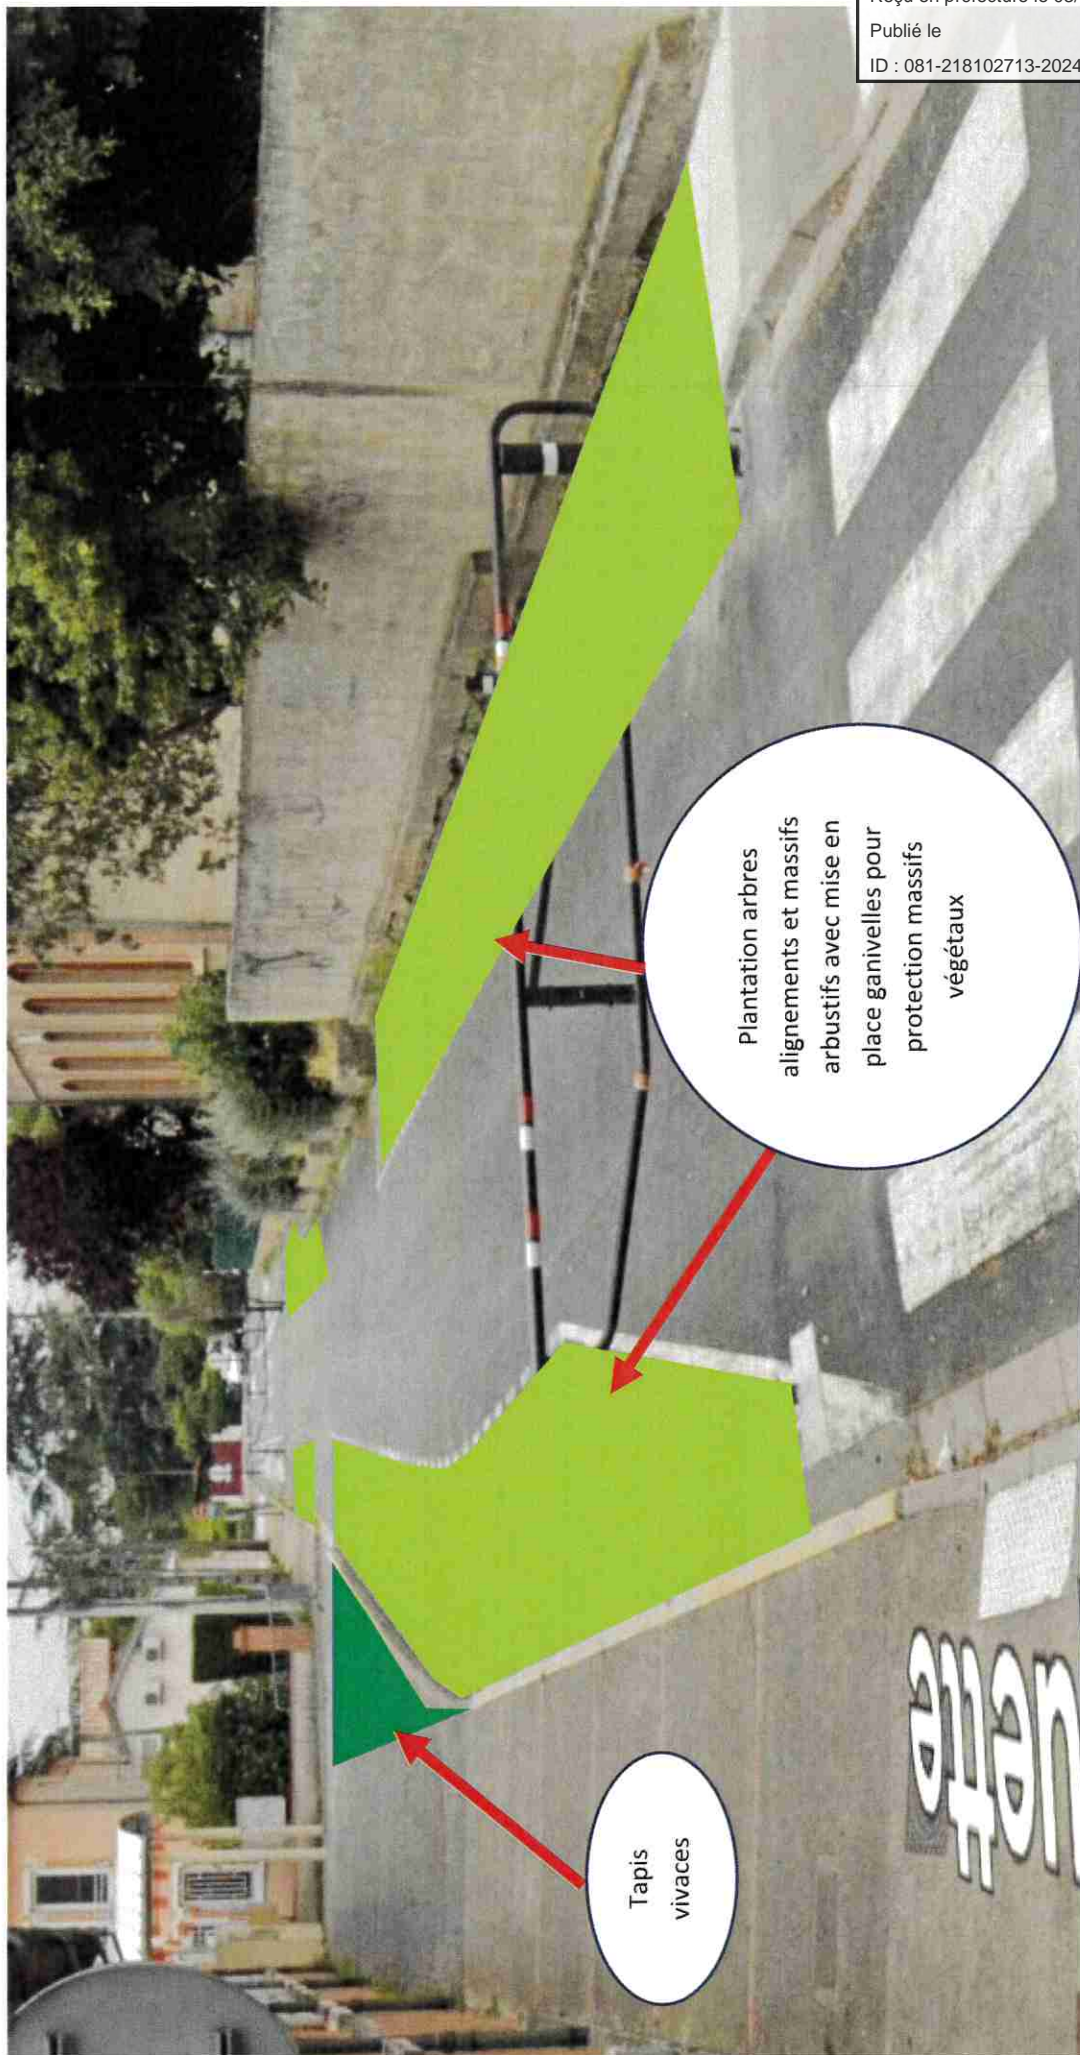 Publié le
ID : 081-218102713-2024
Plantation arbres
alignements et massifs
arbustifs avec mise en
place ganivelles pour
protection massifs
végétaux
Tapis
vivaces
uette